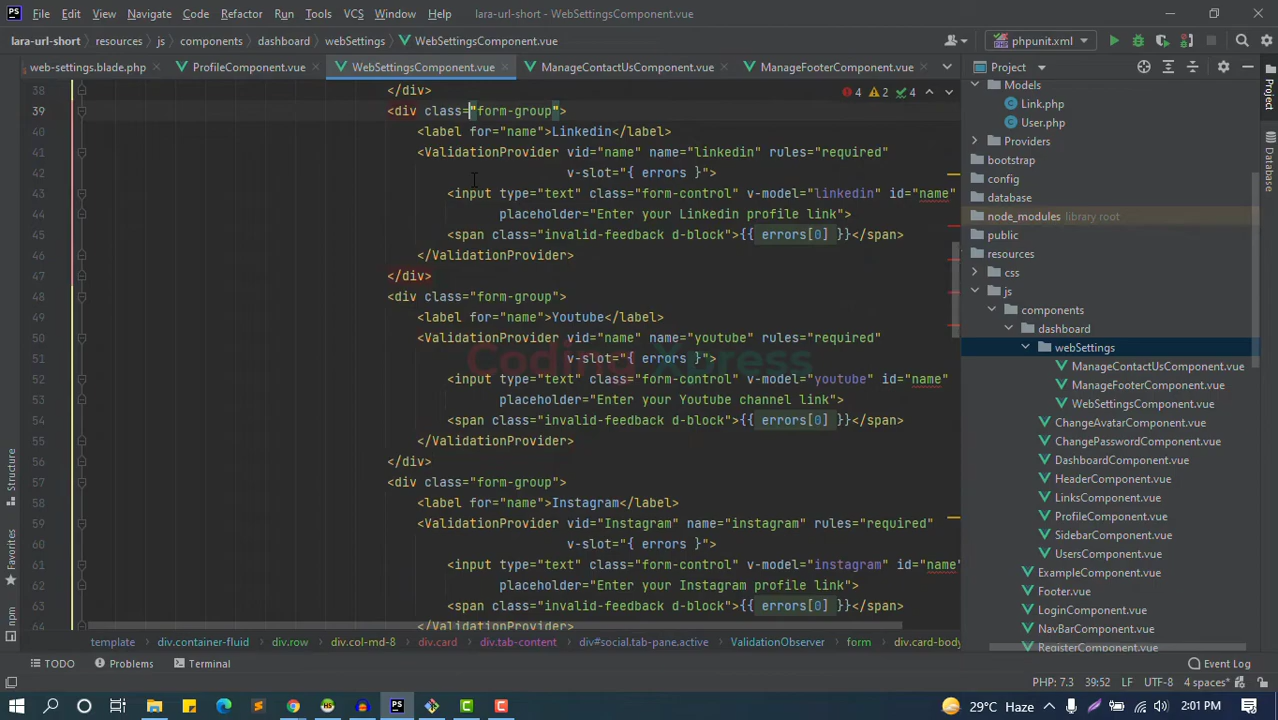 File Edit View Navigate Code Refactor Run Tools VCS Window Help lara-url-short - WebSettingsComponent.vue
lara-url-short resources js components dashboard webSettings WebSettingsComponent.vue phpunit.xml
web-settings.blade.php ProfileComponent.vue WebSettingsComponent.vue ManageContactUsComponent.vue ManageFooterComponent.vue Project
38 </div> 4 2 4
39 <div class="form-group">
40 <label for="name">Linkedin</label>
41 <ValidationProvider vid="name" name="linkedin" rules="required"
42 v-slot="{ errors }">
43 <input type="text" class="form-control" v-model="linkedin" id="name"
44 placeholder="Enter your Linkedin profile link">
45 <span class="invalid-feedback d-block">{{ errors[0] }}</span>
46 </ValidationProvider>
47 </div>
48 <div class="form-group">
49 <label for="name">Youtube</label>
50 <ValidationProvider vid="name" name="youtube" rules="required"
51 v-slot="{ errors }">
52 <input type="text" class="form-control" v-model="youtube" id="name"
53 placeholder="Enter your Youtube channel link">
54 <span class="invalid-feedback d-block">{{ errors[0] }}</span>
55 </ValidationProvider>
56 </div>
57 <div class="form-group">
58 <label for="name">Instagram</label>
59 <ValidationProvider vid="Instagram" name="instagram" rules="required"
60 v-slot="{ errors }">
61 <input type="text" class="form-control" v-model="instagram" id="name"
62 placeholder="Enter your Instagram profile link">
63 <span class="invalid-feedback d-block">{{ errors[0] }}</span>
64 </ValidationProvider>
Coding Xpress
Models
Link.php
User.php
Providers
bootstrap
config
database
node_modules library root
public
resources
css
js
components
dashboard
webSettings
ManageContactUsComponent.vue
ManageFooterComponent.vue
WebSettingsComponent.vue
ChangeAvatarComponent.vue
ChangePasswordComponent.vue
DashboardComponent.vue
HeaderComponent.vue
LinksComponent.vue
ProfileComponent.vue
SidebarComponent.vue
UsersComponent.vue
ExampleComponent.vue
Footer.vue
LoginComponent.vue
NavBarComponent.vue
RegisterComponent.vue
Project
Database
Structure
Favorites
npm
template div.container-fluid div.row div.col-md-8 div.card div.tab-content div#social.tab-pane.active ValidationObserver form div.card-body
TODO Problems Terminal Event Log
PHP: 7.3 39:52 LF UTF-8 4 spaces*
29°C Haze 2:01 PM